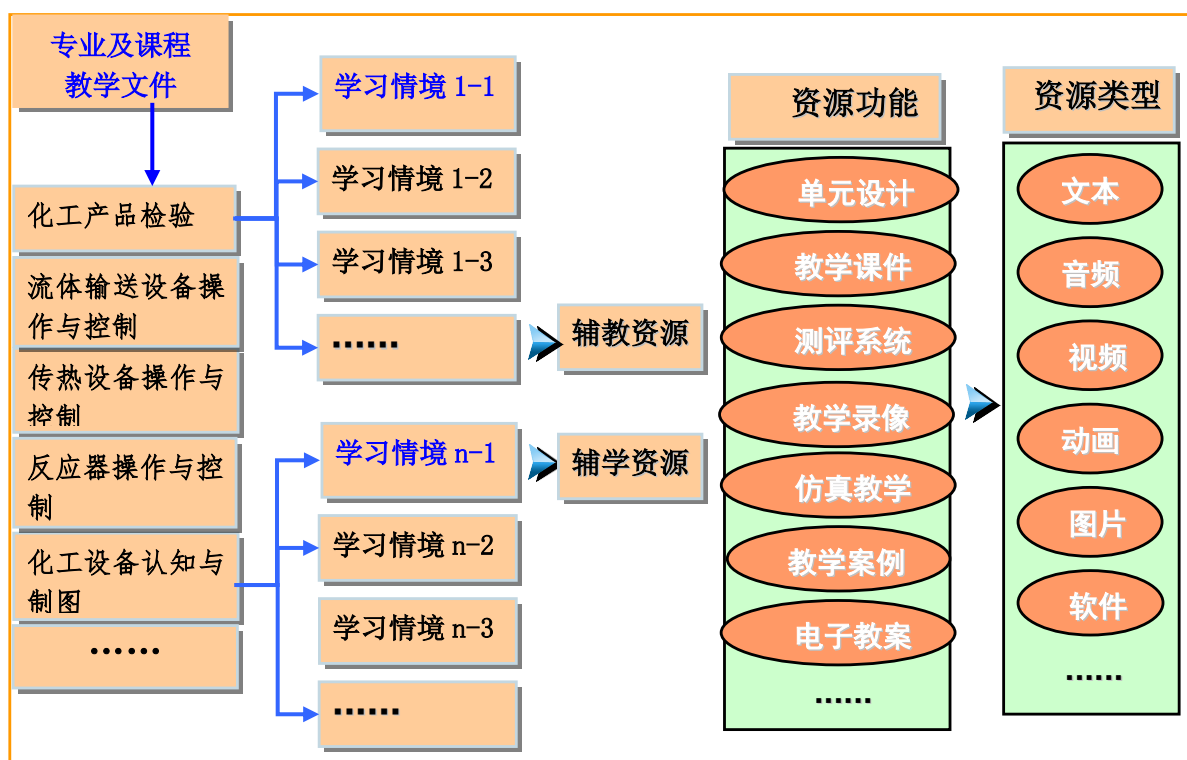 专业及课程
教学文件
化工产品检验
流体输送设备操
作与控制
传热设备操作与
控制
反应器操作与控
制
化工设备认知与
制图
……
学习情境 1-1
学习情境 1-2
学习情境 1-3
……
学习情境 n-1
学习情境 n-2
学习情境 n-3
……
辅教资源
辅学资源
资源功能
单元设计
教学课件
测评系统
教学录像
仿真教学
教学案例
电子教案
……
资源类型
文本
音频
视频
动画
图片
软件
……